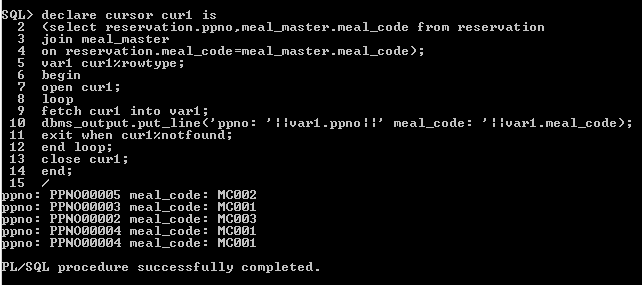 SQL> declare cursor cur1 is
2 (select reservation.ppno,meal_master.meal_code from reservation
3 join meal_master
4 on reservation.meal_code=meal_master.meal_code);
5 var1 cur1%rowtype;
6 begin
7 open cur1;
8 loop
9 fetch cur1 into var1;
10 dbms_output.put_line('ppno: '||var1.ppno||' meal_code: '||var1.meal_code);
11 exit when cur1%notfound;
12 end loop;
13 close cur1;
14 end;
15 /
ppno: PPNO00005 meal_code: MC002
ppno: PPNO00003 meal_code: MC001
ppno: PPNO00002 meal_code: MC003
ppno: PPNO00004 meal_code: MC001
ppno: PPNO00004 meal_code: MC001
PL/SQL procedure successfully completed.